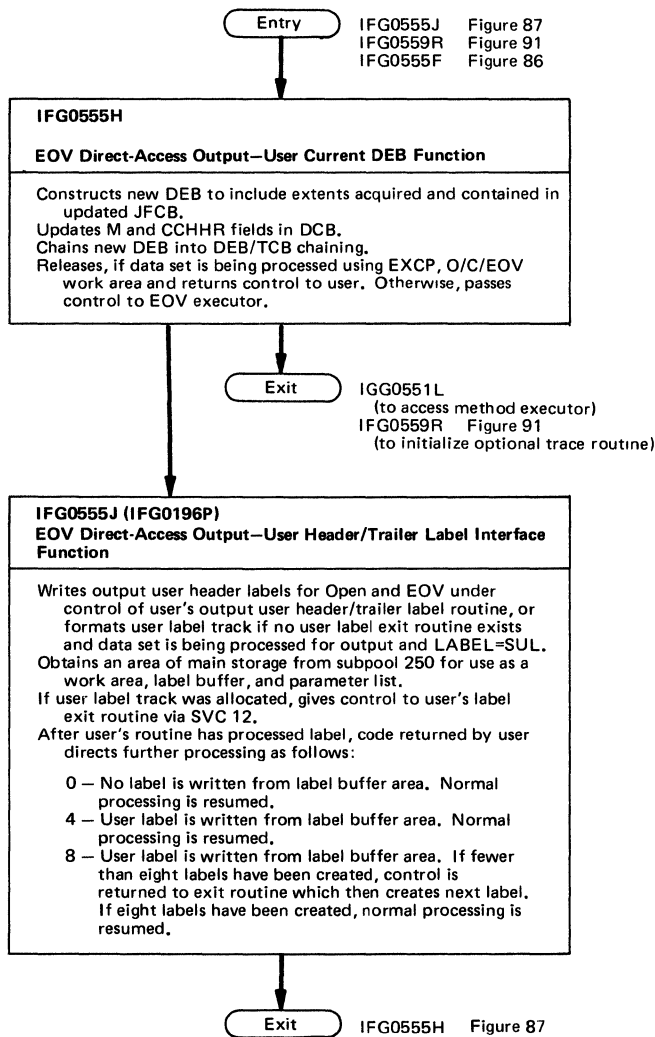 Entry
IFG0555J Figure 87
IFG0559R Figure 91
IFG0555F Figure 86
IFG0555H
EOV Direct-Access Output—User Current DEB Function
Constructs new DEB to include extents acquired and contained in
updated JFCB.
Updates M and CCHHR fields in DCB.
Chains new DEB into DEB/TCB chaining.
Releases, if data set is being processed using EXCP, O/C/EOV
work area and returns control to user. Otherwise, passes
control to EOV executor.
Exit
IGG0551L
(to access method executor)
IFG0559R Figure 91
(to initialize optional trace routine)
IFG0555J (IFG0196P)
EOV Direct-Access Output—User Header/Trailer Label Interface
Function
Writes output user header labels for Open and EOV under
control of user's output user header/trailer label routine, or
formats user label track if no user label exit routine exists
and data set is being processed for output and LABEL=SUL.
Obtains an area of main storage from subpool 250 for use as a
work area, label buffer, and parameter list.
If user label track was allocated, gives control to user's label
exit routine via SVC 12.
After user's routine has processed label, code returned by user
directs further processing as follows:
0 — No label is written from label buffer area. Normal
processing is resumed.
4 — User label is written from label buffer area. Normal
processing is resumed.
8 — User label is written from label buffer area. If fewer
than eight labels have been created, control is
returned to exit routine which then creates next label.
If eight labels have been created, normal processing is
resumed.
Exit
IFG0555H Figure 87